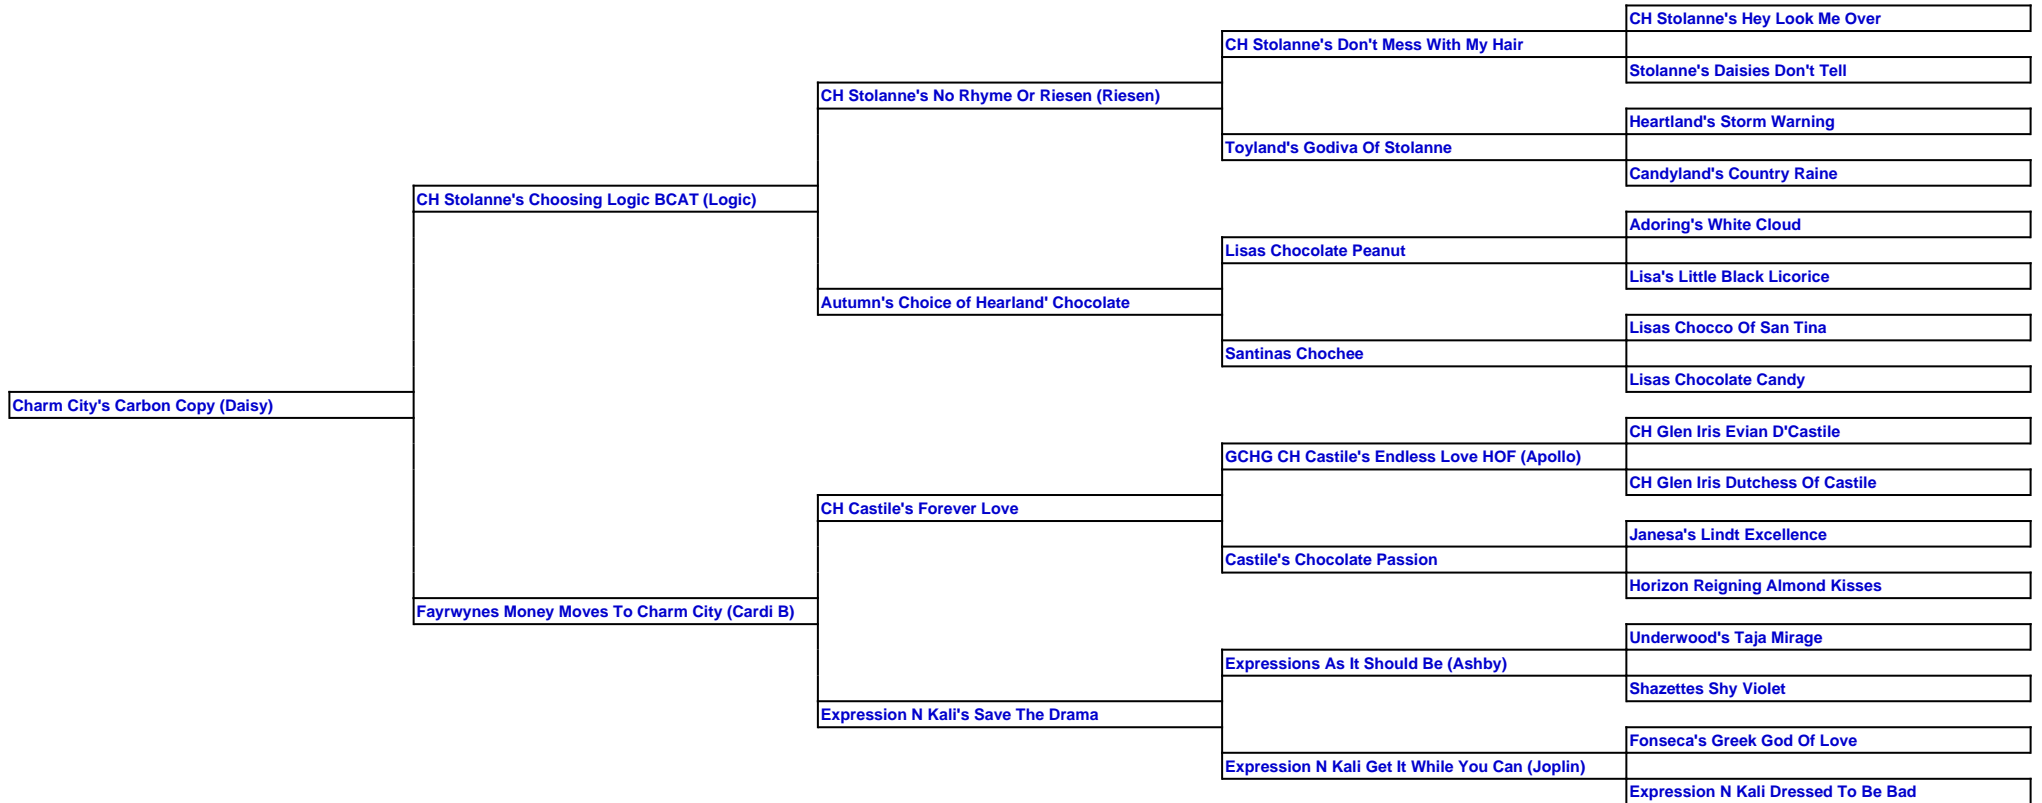 CH Stolanne's Hey Look Me Over
CH Stolanne's Don't Mess With My Hair
Stolanne's Daisies Don't Tell
CH Stolanne's No Rhyme Or Riesen (Riesen)
Heartland's Storm Warning
Toyland's Godiva Of Stolanne
Candyland's Country Raine
CH Stolanne's Choosing Logic BCAT (Logic)
Adoring's White Cloud
Lisas Chocolate Peanut
Lisa's Little Black Licorice
Autumn's Choice of Hearland' Chocolate
Lisas Chocco Of San Tina
Santinas Chochee
Lisas Chocolate Candy
Charm City's Carbon Copy (Daisy)
CH Glen Iris Evian D'Castile
GCHG CH Castile's Endless Love HOF (Apollo)
CH Glen Iris Dutchess Of Castile
CH Castile's Forever Love
Janesa's Lindt Excellence
Castile's Chocolate Passion
Horizon Reigning Almond Kisses
Fayrwynes Money Moves To Charm City (Cardi B)
Underwood's Taja Mirage
Expressions As It Should Be (Ashby)
Shazettes Shy Violet
Expression N Kali's Save The Drama
Fonseca's Greek God Of Love
Expression N Kali Get It While You Can (Joplin)
Expression N Kali Dressed To Be Bad